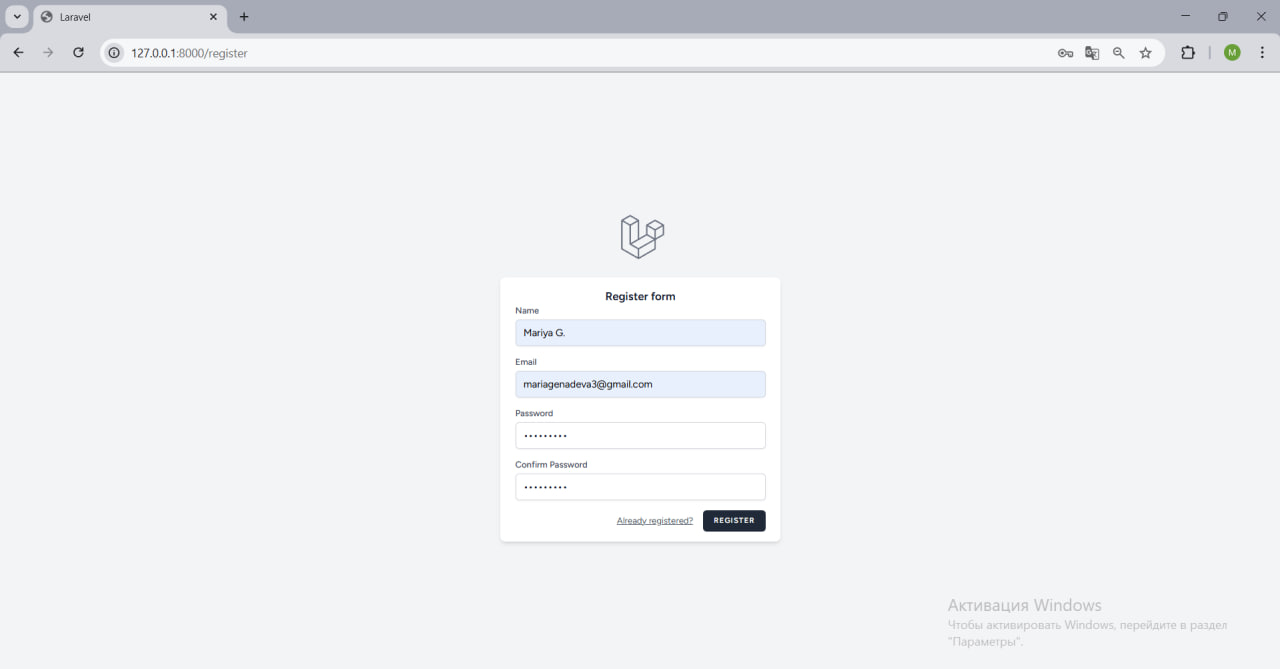 Laravel
127.0.0.1:8000/register
M
Register form
Name
Mariya G.
Email
mariagenadeva3@gmail.com
Password
•••••••••
Confirm Password
•••••••••
Already registered?
REGISTER
Активация Windows
Чтобы активировать Windows, перейдите в раздел
"Параметры".